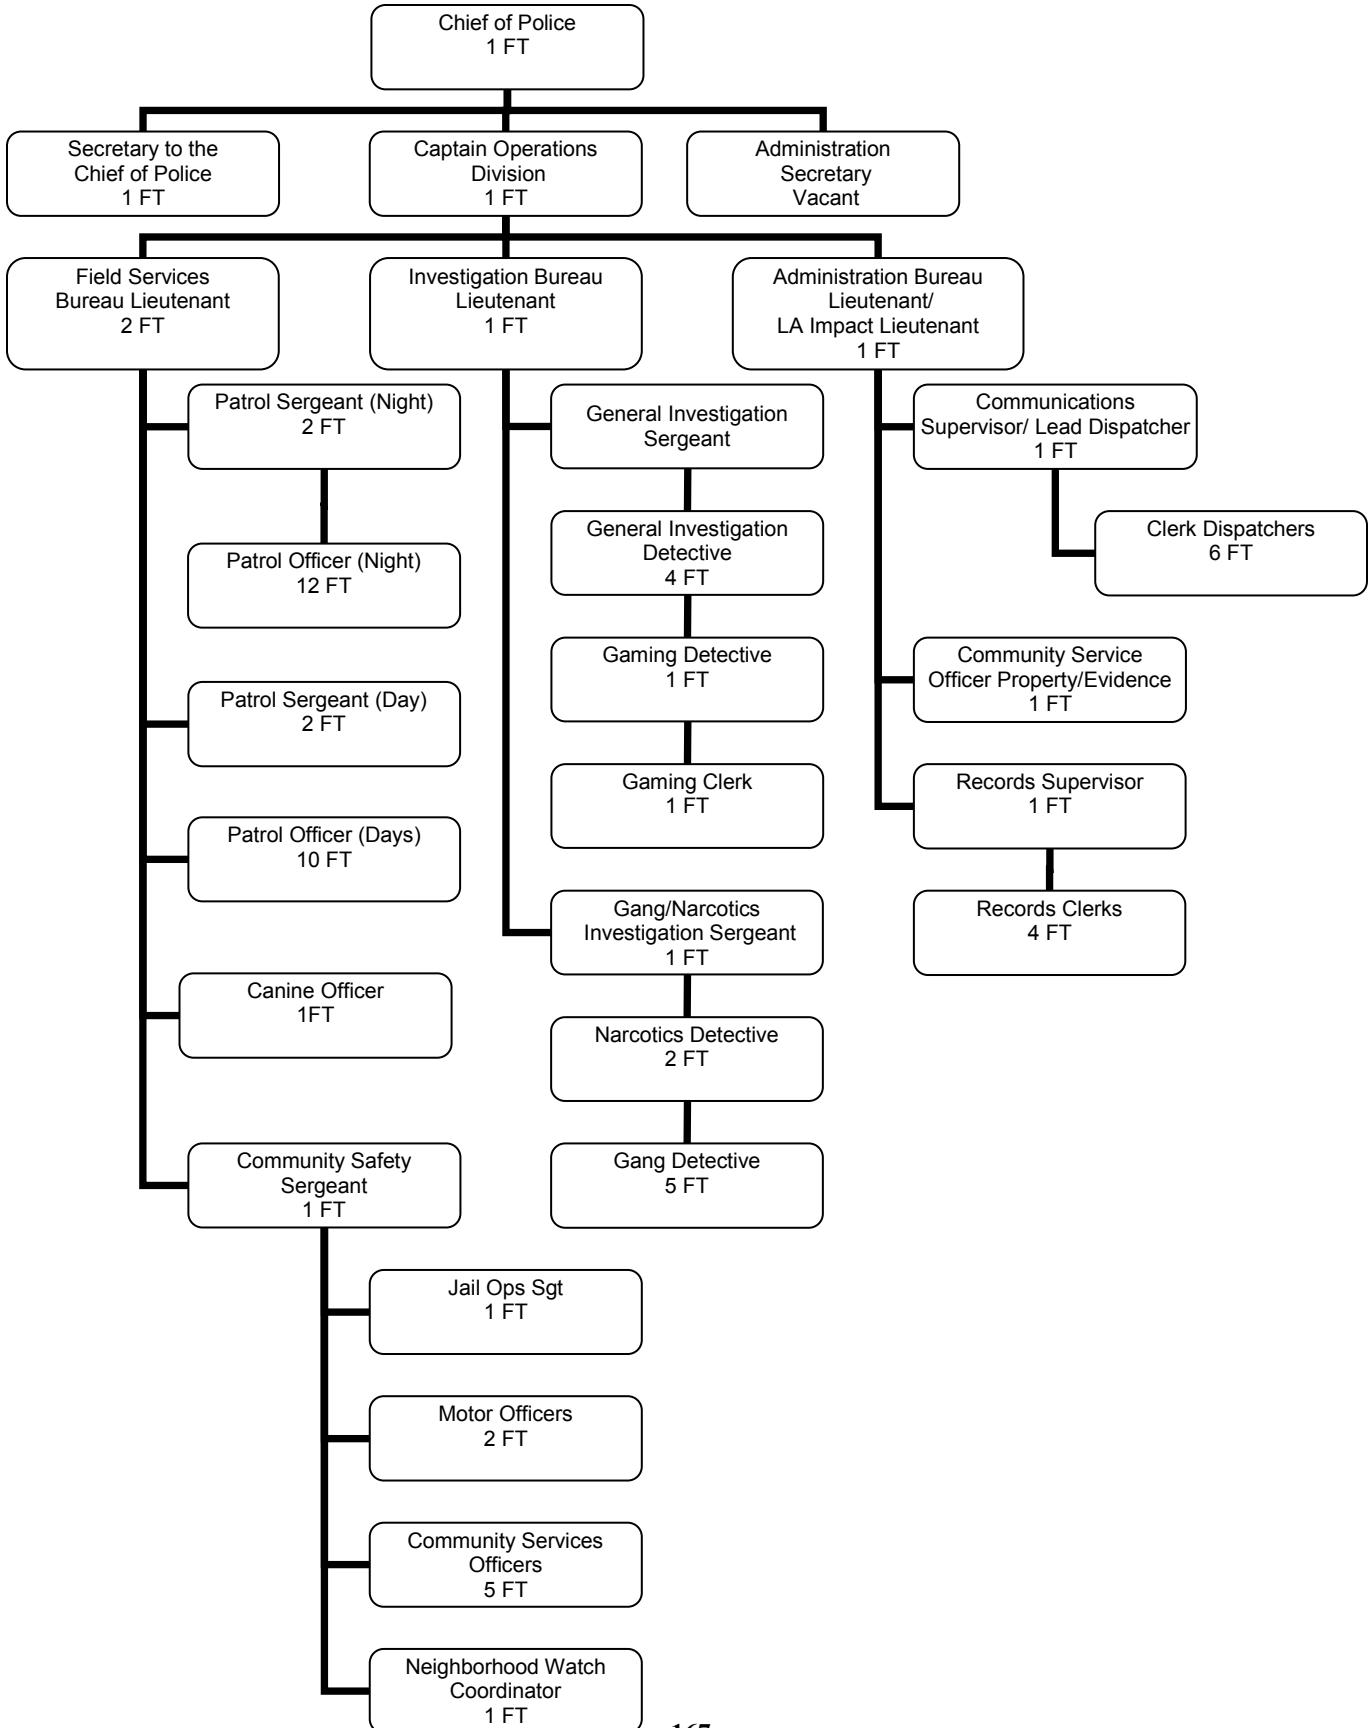 Chief of Police
1 FT
Secretary to the
Chief of Police
1 FT
Captain Operations
Division
1 FT
Administration
Secretary
Vacant
Field Services
Bureau Lieutenant
2 FT
Investigation Bureau
Lieutenant
1 FT
Administration Bureau
Lieutenant/
LA Impact Lieutenant
1 FT
Patrol Sergeant (Night)
2 FT
Patrol Officer (Night)
12 FT
Patrol Sergeant (Day)
2 FT
Patrol Officer (Days)
10 FT
Canine Officer
1FT
Community Safety
Sergeant
1 FT
Jail Ops Sgt
1 FT
Motor Officers
2 FT
Community Services
Officers
5 FT
Neighborhood Watch
Coordinator
1 FT
General Investigation
Sergeant
General Investigation
Detective
4 FT
Gaming Detective
1 FT
Gaming Clerk
1 FT
Gang/Narcotics
Investigation Sergeant
1 FT
Narcotics Detective
2 FT
Gang Detective
5 FT
Communications
Supervisor/ Lead Dispatcher
1 FT
Clerk Dispatchers
6 FT
Community Service
Officer Property/Evidence
1 FT
Records Supervisor
1 FT
Records Clerks
4 FT